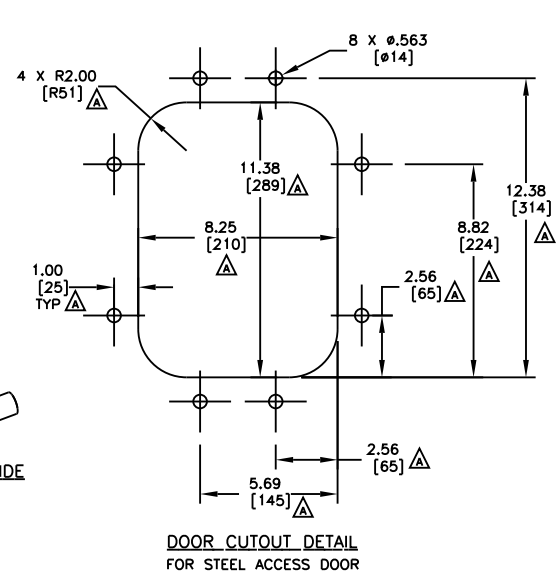 8 X ø.563
[ø14]
4 X R2.00
[R51] A
11.38
[289] A
12.38
[314]
A
8.25
[210]
A
8.82
[224]
A
1.00
[25]
TYP A
2.56
[65] A
2.56
[65] A
IDE
5.69
[145] A
DOOR CUTOUT DETAIL
FOR STEEL ACCESS DOOR